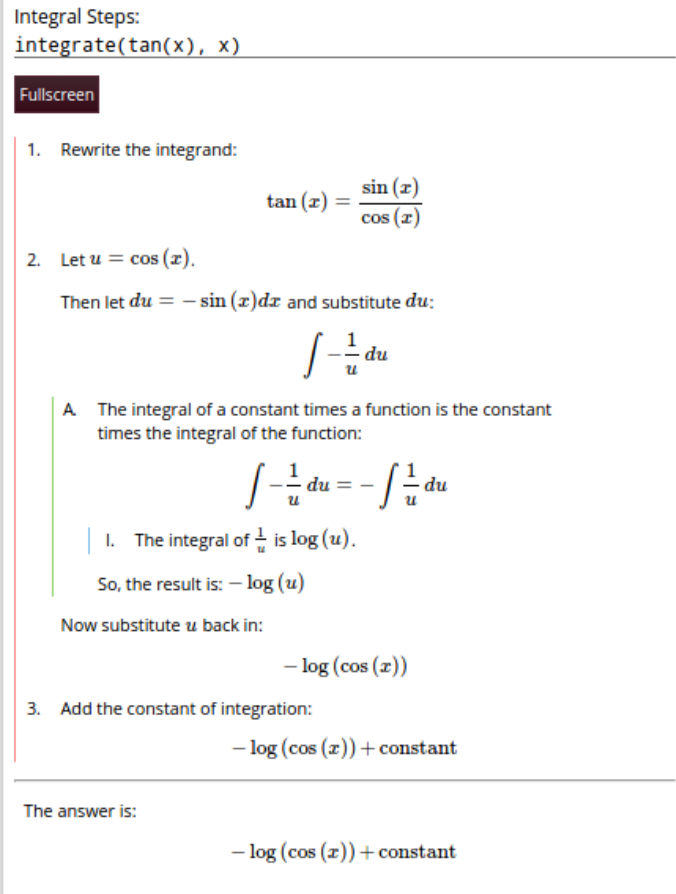 Integral Steps:
integrate(tan(x), x)
Fullscreen
1. Rewrite the integrand:
tan (x) = sin (x) / cos (x)
2. Let u = cos (x).
Then let du = − sin (x)dx and substitute du:
∫ −1/u du
A. The integral of a constant times a function is the constant
times the integral of the function:
∫ −1/u du = − ∫ 1/u du
I. The integral of 1/u is log (u).
So, the result is: − log (u)
Now substitute u back in:
− log (cos (x))
3. Add the constant of integration:
− log (cos (x)) + constant
The answer is:
− log (cos (x)) + constant